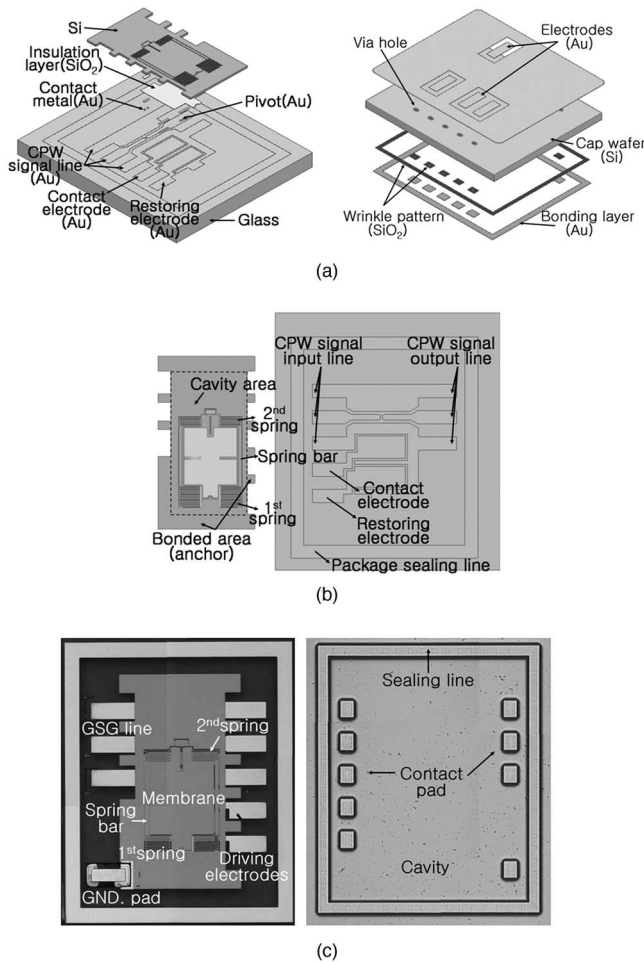 Si
Insulation
layer(SiO2)
Contact
metal(Au)
Pivot(Au)
CPW
signal line
(Au)
Contact
electrode
(Au)
Restoring
electrode
(Au)
Glass
Via hole
Electrodes
(Au)
Cap wafer
(Si)
Wrinkle pattern
(SiO2)
Bonding layer
(Au)
(a)
Cavity area
2nd
spring
Spring bar
1st
spring
Bonded area
(anchor)
CPW signal
input line
CPW signal
output line
Contact
electrode
Restoring
electrode
Package sealing line
(b)
GSG line
2nd spring
Membrane
Spring
bar
1st spring
Driving
electrodes
GND. pad
Sealing line
Contact
pad
Cavity
(c)